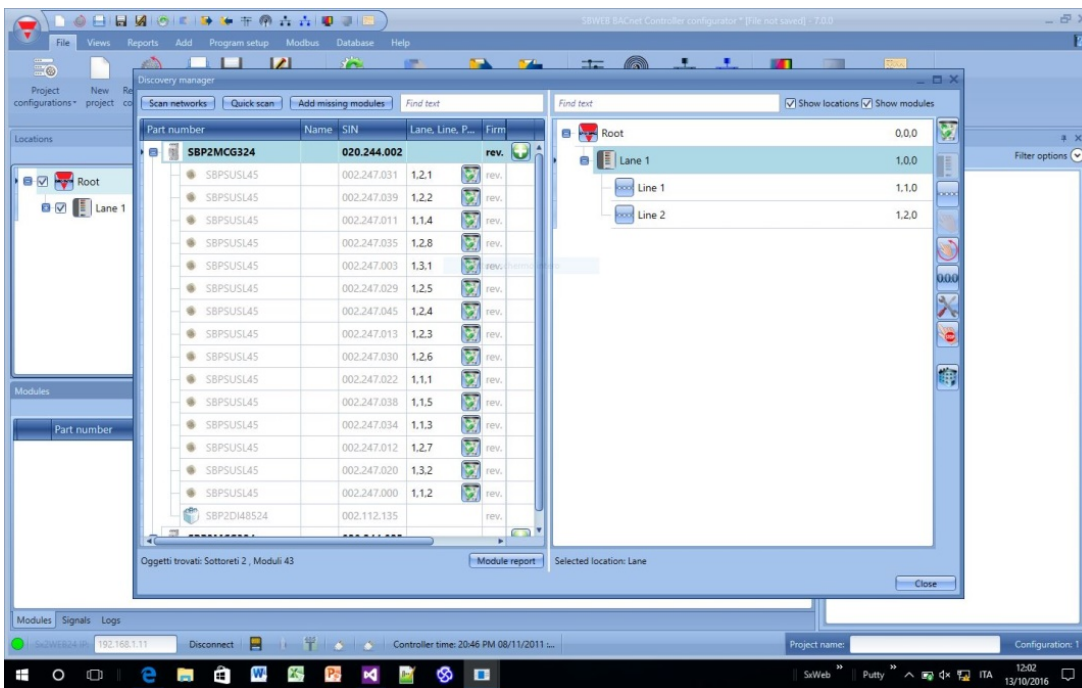 SBWEB BACnet Controller configurator * [File not saved] - 7.0.0
File Views Reports Add Program setup Modbus Database Help
Project configurations
New project
Discovery manager
Scan networks Quick scan Add missing modules Find text
Find text Show locations Show modules
Locations
Filter options
Root
Lane 1
Part number Name SIN Lane, Line, P... Firm
SBP2MCG324 020.244.002 rev.
SBPSUSL45 002.247.031 1,2,1 rev.
SBPSUSL45 002.247.039 1,2,2 rev.
SBPSUSL45 002.247.011 1,1,4 rev.
SBPSUSL45 002.247.035 1,2,8 rev.
SBPSUSL45 002.247.003 1,3,1 rev.
SBPSUSL45 002.247.029 1,2,5 rev.
SBPSUSL45 002.247.045 1,2,4 rev.
SBPSUSL45 002.247.013 1,2,3 rev.
SBPSUSL45 002.247.030 1,2,6 rev.
SBPSUSL45 002.247.022 1,1,1 rev.
SBPSUSL45 002.247.038 1,1,5 rev.
SBPSUSL45 002.247.034 1,1,3 rev.
SBPSUSL45 002.247.012 1,2,7 rev.
SBPSUSL45 002.247.020 1,3,2 rev.
SBPSUSL45 002.247.000 1,1,2 rev.
SBP2DI48524 002.112.135 rev.
Root 0,0,0
Lane 1 1,0,0
Line 1 1,1,0
Line 2 1,2,0
0.0.0
STOP
Modules
Part number
Oggetti trovati: Sottoreti 2 , Moduli 43
Module report
Selected location: Lane
Close
Modules Signals Logs
Sx2WEB24 IP: 192.168.1.11 Disconnect Controller time: 20:46 PM 08/11/2011 :...
Project name: Configuration: 1
SxWeb Putty ITA 12:02
13/10/2016